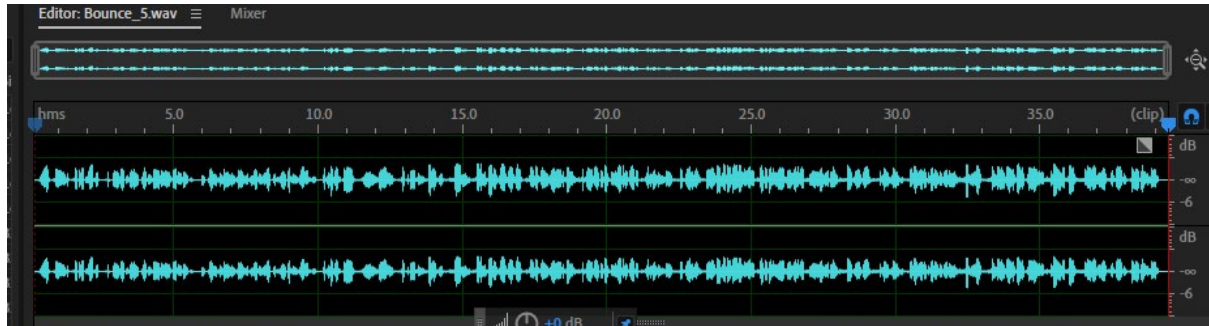 Editor: Bounce_5.wav ≡ Mixer
hms 5.0 10.0 15.0 20.0 25.0 30.0 35.0 (clip)
dB
-∞
-6
dB
-∞
-6
+0 dB